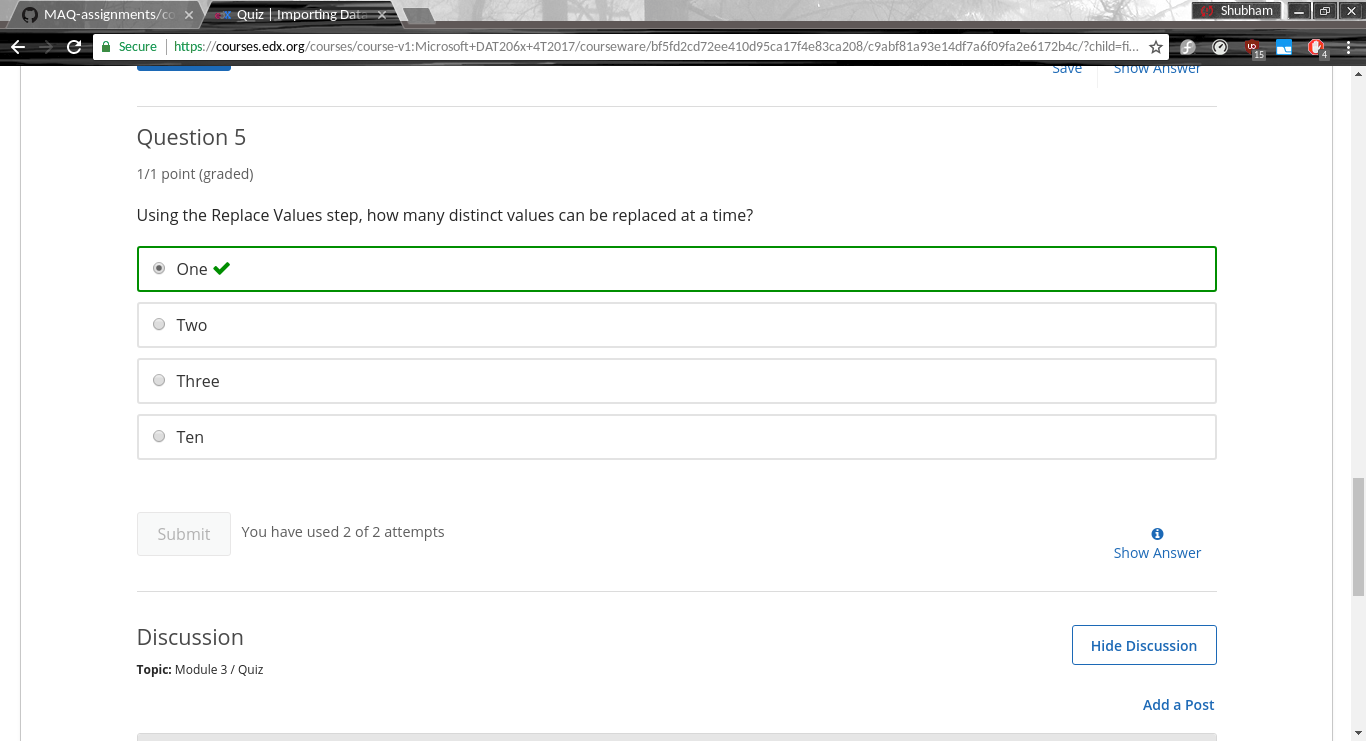 MAQ-assignments/co
Quiz | Importing Data
Shubham
Secure
https://courses.edx.org/courses/course-v1:Microsoft+DAT206x+4T2017/courseware/bf5fd2cd72ee410d95ca17f4e83ca208/c9abf81a93e14df7a6f09fa2e6172b4c/?child=fi...
15
4
Save
Show Answer
Question 5
1/1 point (graded)
Using the Replace Values step, how many distinct values can be replaced at a time?
One
Two
Three
Ten
Submit
You have used 2 of 2 attempts
Show Answer
Discussion
Hide Discussion
Topic: Module 3 / Quiz
Add a Post